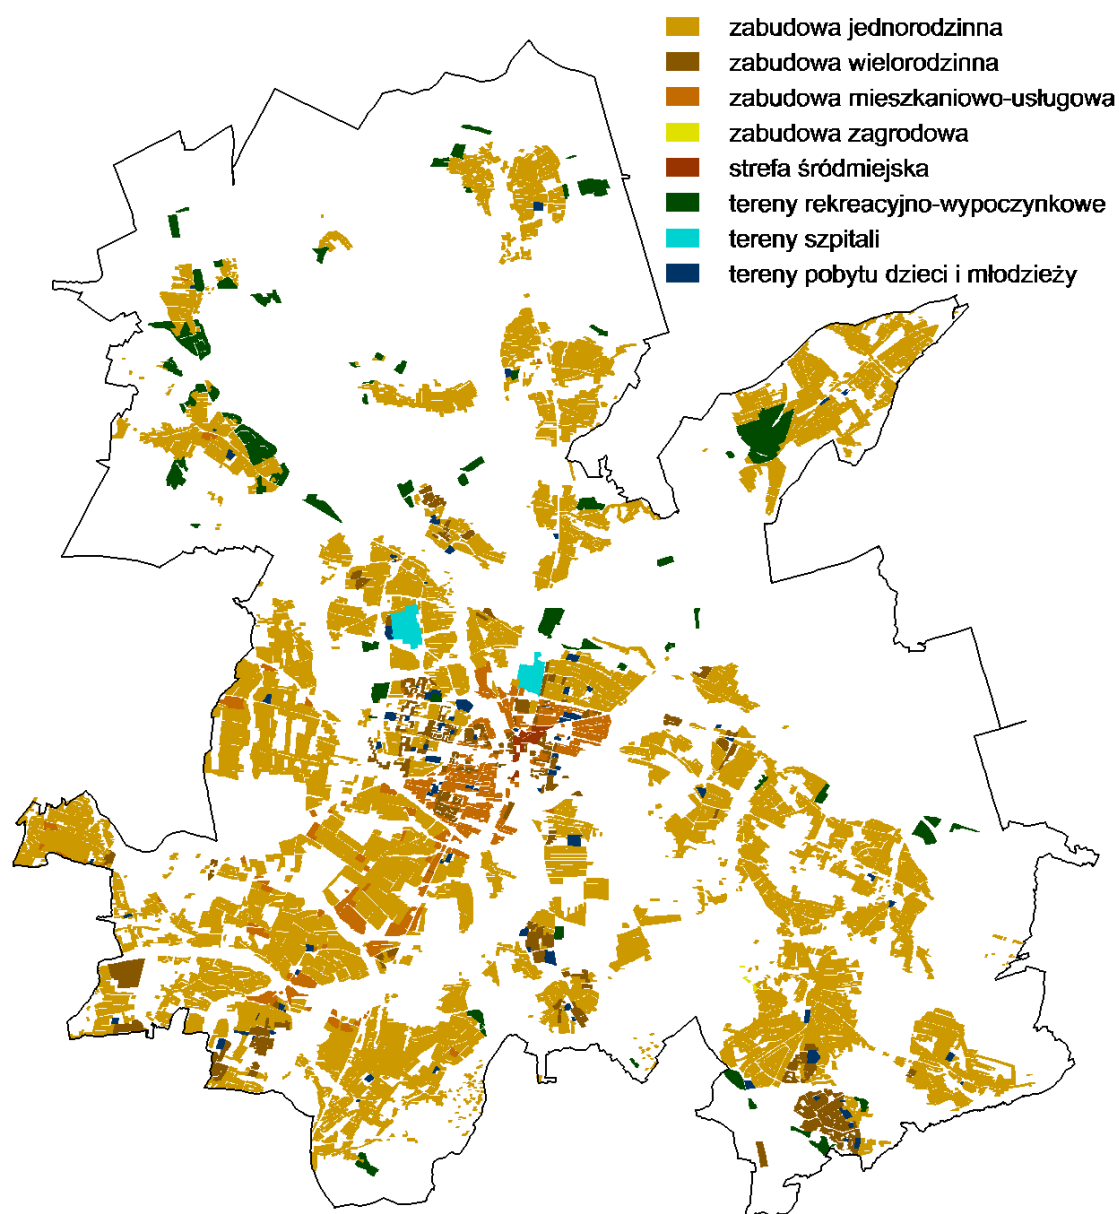 zabudowa jednorodzinna
zabudowa wielorodzinna
zabudowa mieszkaniowo-usługowa
zabudowa zagrodowa
strefa śródmiejska
tereny rekreacyjno-wypoczynkowe
tereny szpitali
tereny pobytu dzieci i młodzieży